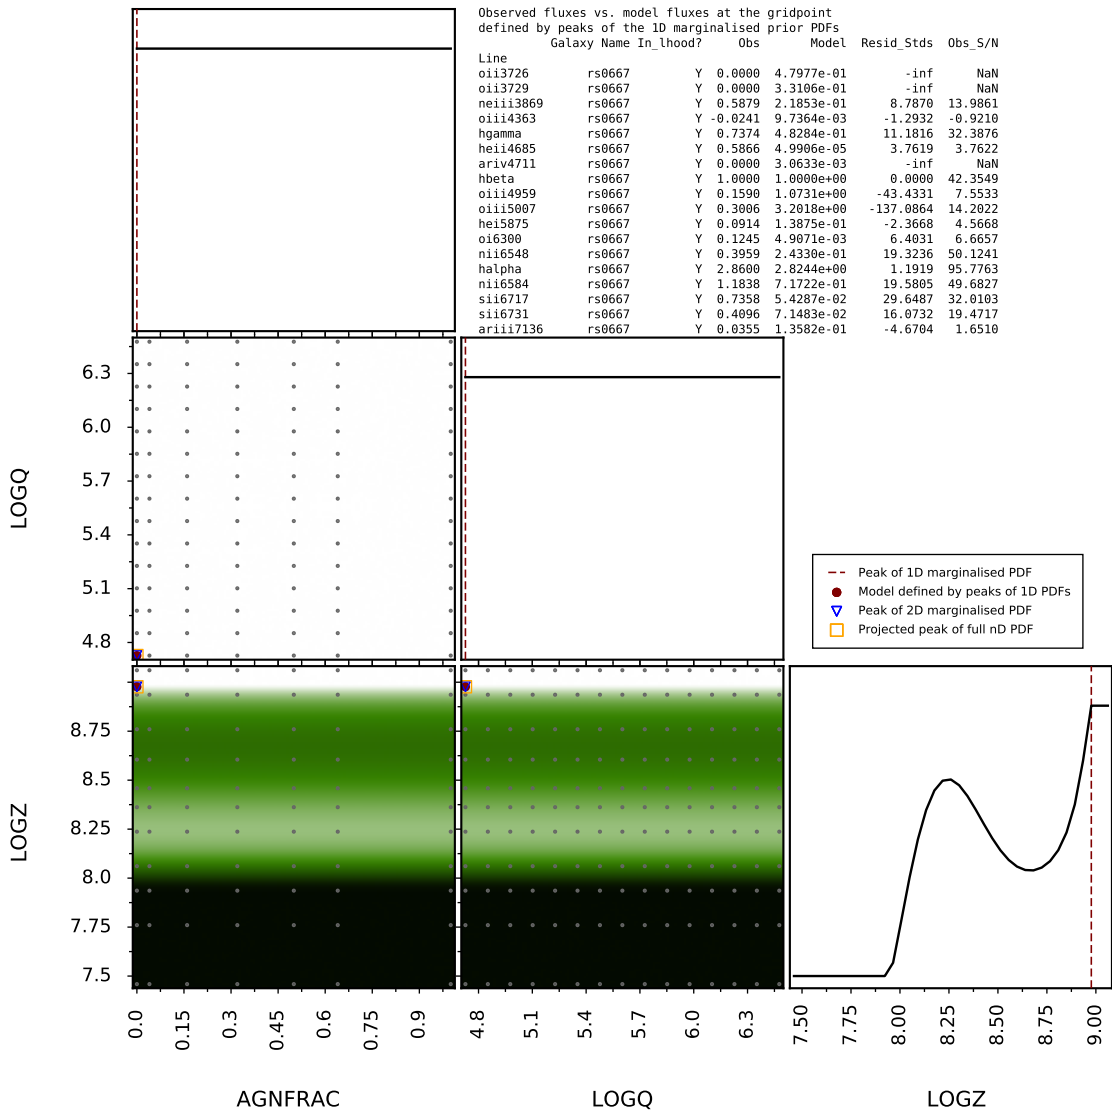 Observed fluxes vs. model fluxes at the gridpoint
defined by peaks of the 1D marginalised prior PDFs
Galaxy Name In_lhood? Obs Model Resid_Stds Obs_S/N
Line
oii3726 rs0667 Y 0.0000 4.7977e-01 -inf NaN
oii3729 rs0667 Y 0.0000 3.3106e-01 -inf NaN
neiii3869 rs0667 Y 0.5879 2.1853e-01 8.7870 13.9861
oiii4363 rs0667 Y -0.0241 9.7364e-03 -1.2932 -0.9210
hgamma rs0667 Y 0.7374 4.8284e-01 11.1816 32.3876
heii4685 rs0667 Y 0.5866 4.9906e-05 3.7619 3.7622
ariv4711 rs0667 Y 0.0000 3.0633e-03 -inf NaN
hbeta rs0667 Y 1.0000 1.0000e+00 0.0000 42.3549
oiii4959 rs0667 Y 0.1590 1.0731e+00 -43.4331 7.5533
oiii5007 rs0667 Y 0.3006 3.2018e+00 -137.0864 14.2022
hei5875 rs0667 Y 0.0914 1.3875e-01 -2.3668 4.5668
oi6300 rs0667 Y 0.1245 4.9071e-03 6.4031 6.6657
nii6548 rs0667 Y 0.3959 2.4330e-01 19.3236 50.1241
halpha rs0667 Y 2.8600 2.8244e+00 1.1919 95.7763
nii6584 rs0667 Y 1.1838 7.1722e-01 19.5805 49.6827
sii6717 rs0667 Y 0.7358 5.4287e-02 29.6487 32.0103
sii6731 rs0667 Y 0.4096 7.1483e-02 16.0732 19.4717
ariii7136 rs0667 Y 0.0355 1.3582e-01 -4.6704 1.6510
6.3
6.0
5.7
5.4
5.1
4.8
LOGQ
Peak of 1D marginalised PDF
Model defined by peaks of 1D PDFs
Peak of 2D marginalised PDF
Projected peak of full nD PDF
8.75
8.5
8.25
8.0
7.75
7.5
LOGZ
0.0 0.15 0.3 0.45 0.6 0.75 0.9
4.8 5.1 5.4 5.7 6.0 6.3
7.50 7.75 8.00 8.25 8.50 8.75 9.00
AGNFRAC LOGQ LOGZ